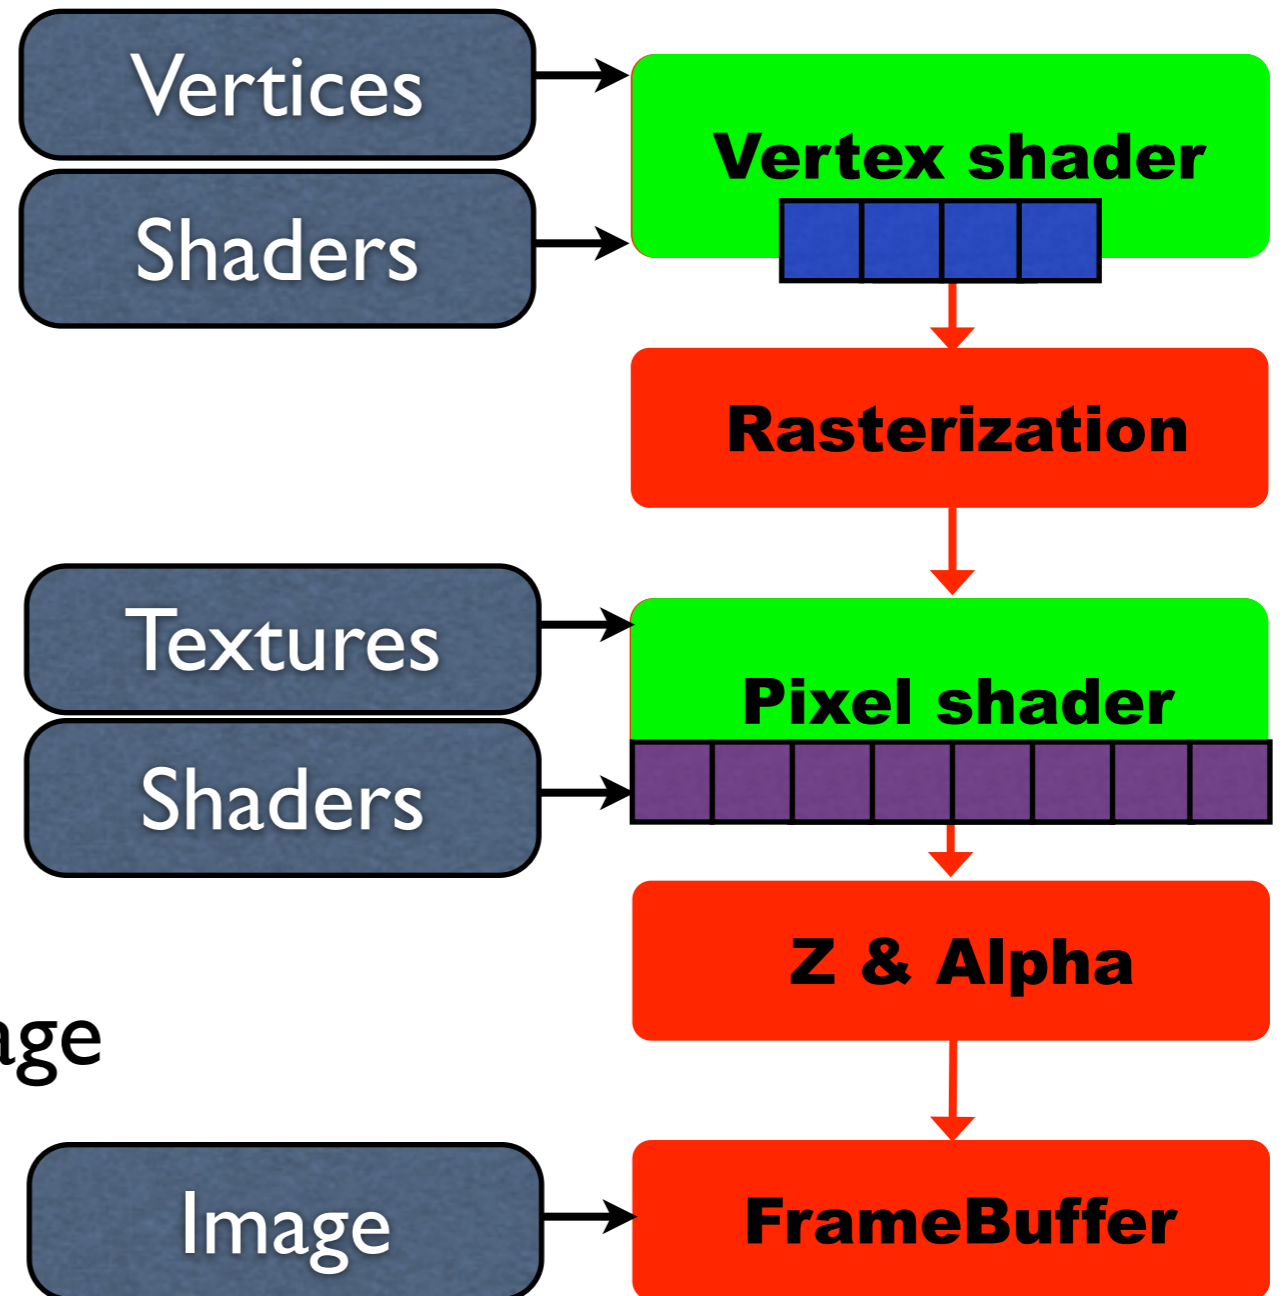 Vertices
Vertex shader
Shaders
Rasterization
Textures
Pixel shader
Shaders
Z & Alpha
age
Image
FrameBuffer